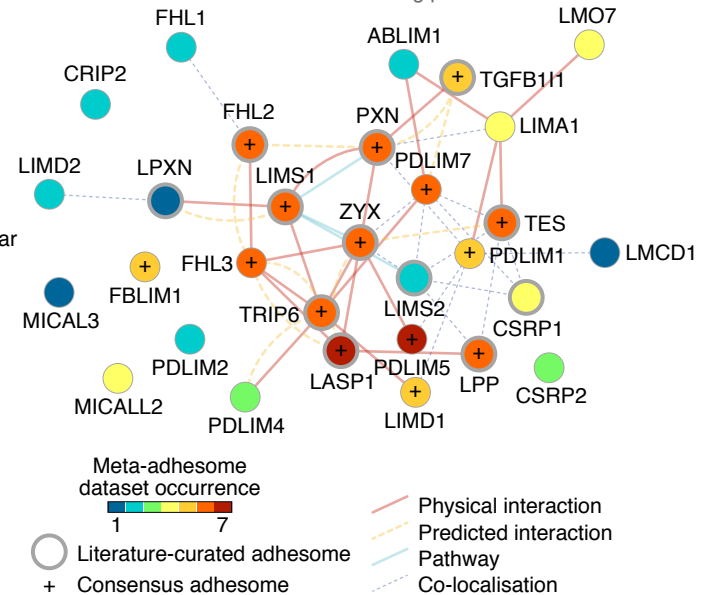 FHL1
LMO7
ABLIM1
CRIP2
+ TGFB1I1
FHL2
PXN
LIMA1
+
+
PDLIM7
LIMD2
LPXN
LIMS1
+
+
ZYX
+ TES
ar
+
FHL3 +
+ PDLIM1
LMCD1
+
FBLIM1
LIMS2
MICAL3
TRIP6 +
CSRP1
PDLIM2
+
+
+
LASP1
PDLIM5
LPP
MICALL2
PDLIM4
+
LIMD1
CSRP2
Meta-adhesome
dataset occurrence
1 7
Literature-curated adhesome
+ Consensus adhesome
Physical interaction
Predicted interaction
Pathway
Co-localisation